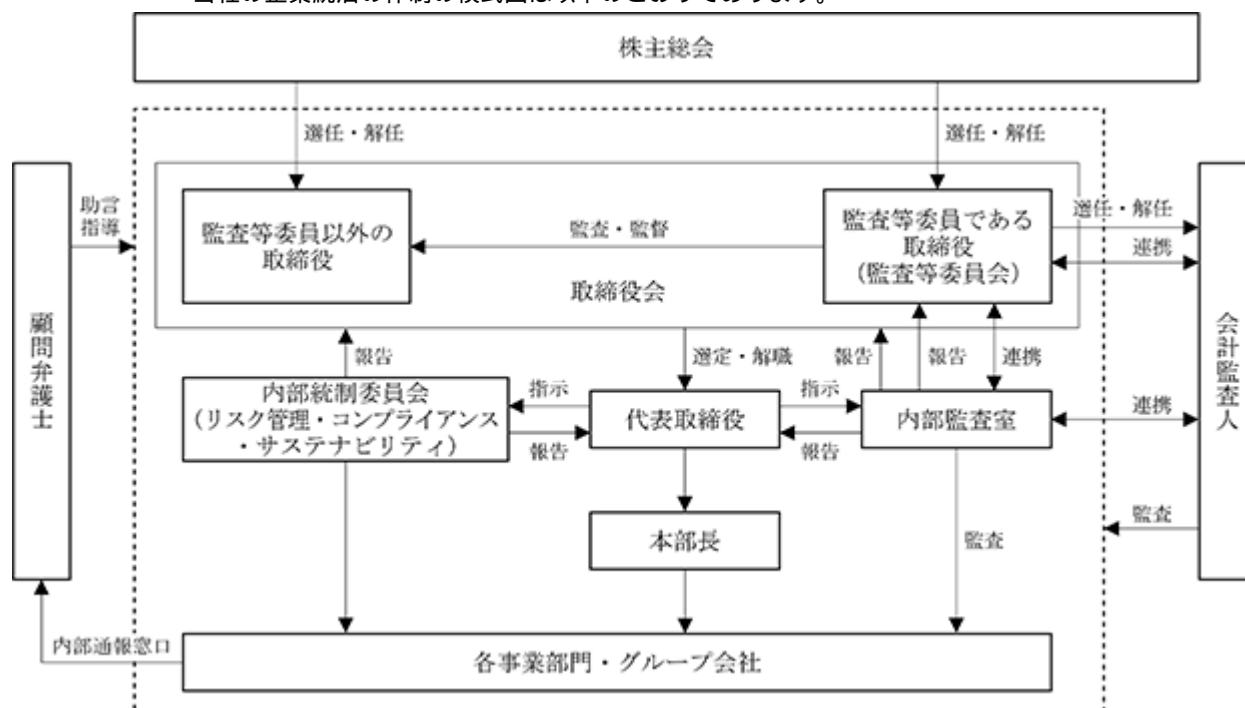 当社の企業統治の体制の模式図は以下のとおりであります。
株主総会
選任・解任
選任・解任
助言
指導
監査等委員以外の
取締役
監査・監督
監査等委員である
取締役
(監査等委員会)
選任・解任
連携
取締役会
顧問弁護士
会計監査人
報告
選定・解職
報告
報告
連携
内部統制委員会
(リスク管理・コンプライアンス
・サステナビリティ)
指示
報告
代表取締役
指示
報告
内部監査室
連携
本部長
監査
監査
内部通報窓口
各事業部門・グループ会社